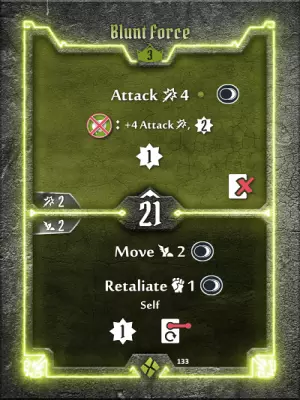 Blunt Force
3
Attack 4
: +4 Attack , 2
1
2
21
2
Move 2
Retaliate 1
Self
1
133